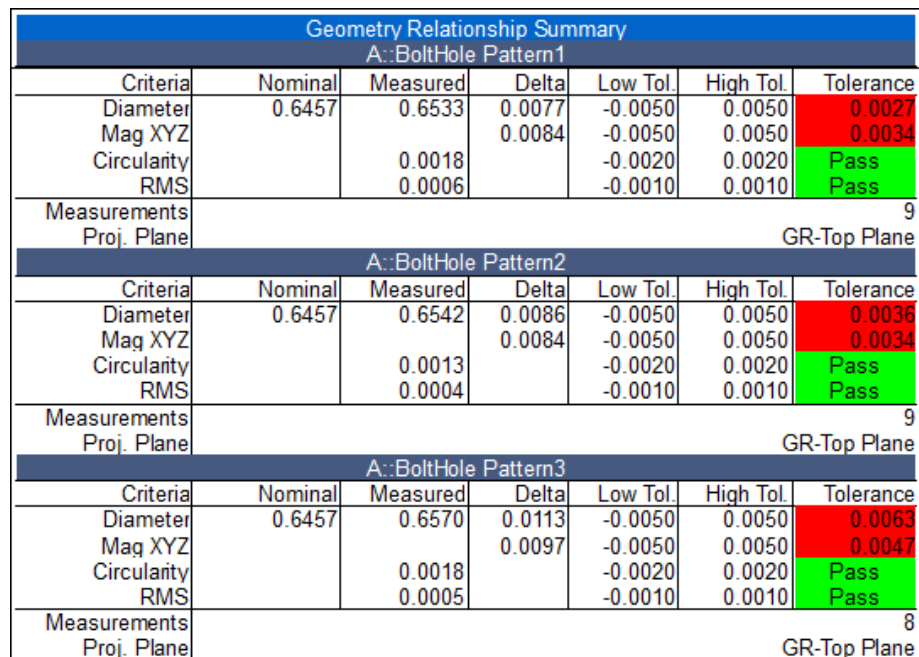 Geometry Relationship Summary
A::BoltHole Pattern1
Criteria Nominal Measured Delta Low Tol. High Tol. Tolerance
Diameter 0.6457 0.6533 0.0077 -0.0050 0.0050 0.0027
Mag XYZ 0.0084 -0.0050 0.0050 0.0034
Circularity 0.0018 -0.0020 0.0020 Pass
RMS 0.0006 -0.0010 0.0010 Pass
Measurements 9
Proj. Plane GR-Top Plane
A::BoltHole Pattern2
Criteria Nominal Measured Delta Low Tol. High Tol. Tolerance
Diameter 0.6457 0.6542 0.0086 -0.0050 0.0050 0.0036
Mag XYZ 0.0084 -0.0050 0.0050 0.0034
Circularity 0.0013 -0.0020 0.0020 Pass
RMS 0.0004 -0.0010 0.0010 Pass
Measurements 9
Proj. Plane GR-Top Plane
A::BoltHole Pattern3
Criteria Nominal Measured Delta Low Tol. High Tol. Tolerance
Diameter 0.6457 0.6570 0.0113 -0.0050 0.0050 0.0063
Mag XYZ 0.0097 -0.0050 0.0050 0.0047
Circularity 0.0018 -0.0020 0.0020 Pass
RMS 0.0005 -0.0010 0.0010 Pass
Measurements 8
Proj. Plane GR-Top Plane